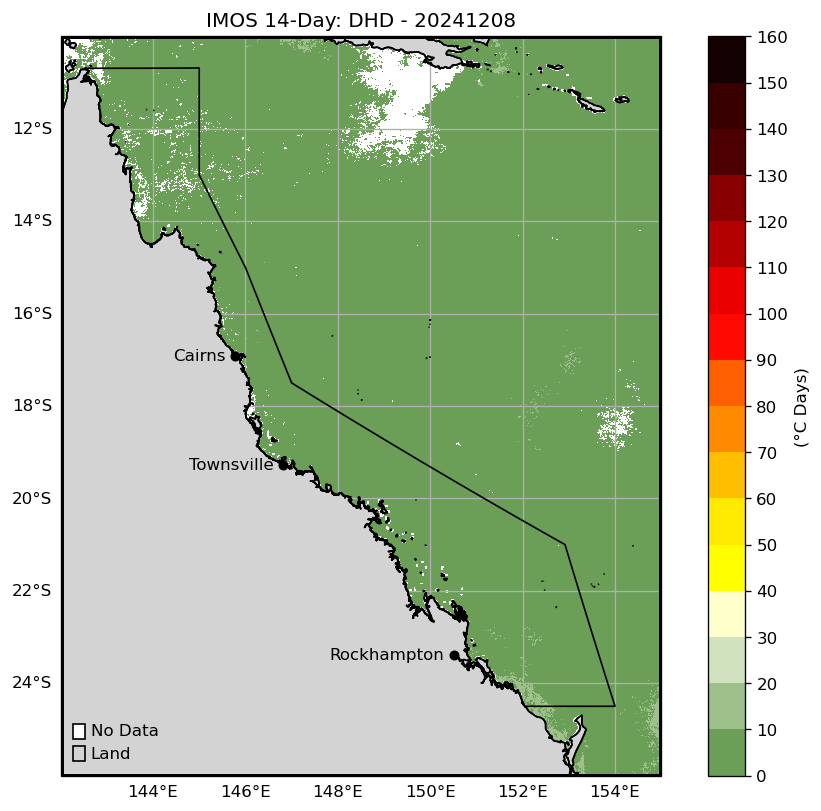 IMOS 14-Day: DHD - 20241208
12°S
14°S
16°S
18°S
20°S
22°S
24°S
Cairns
Townsville
Rockhampton
No Data
Land
144°E 146°E 148°E 150°E 152°E 154°E
160
150
140
130
120
110
100
90
80
70
60
50
40
30
20
10
0
(°C Days)